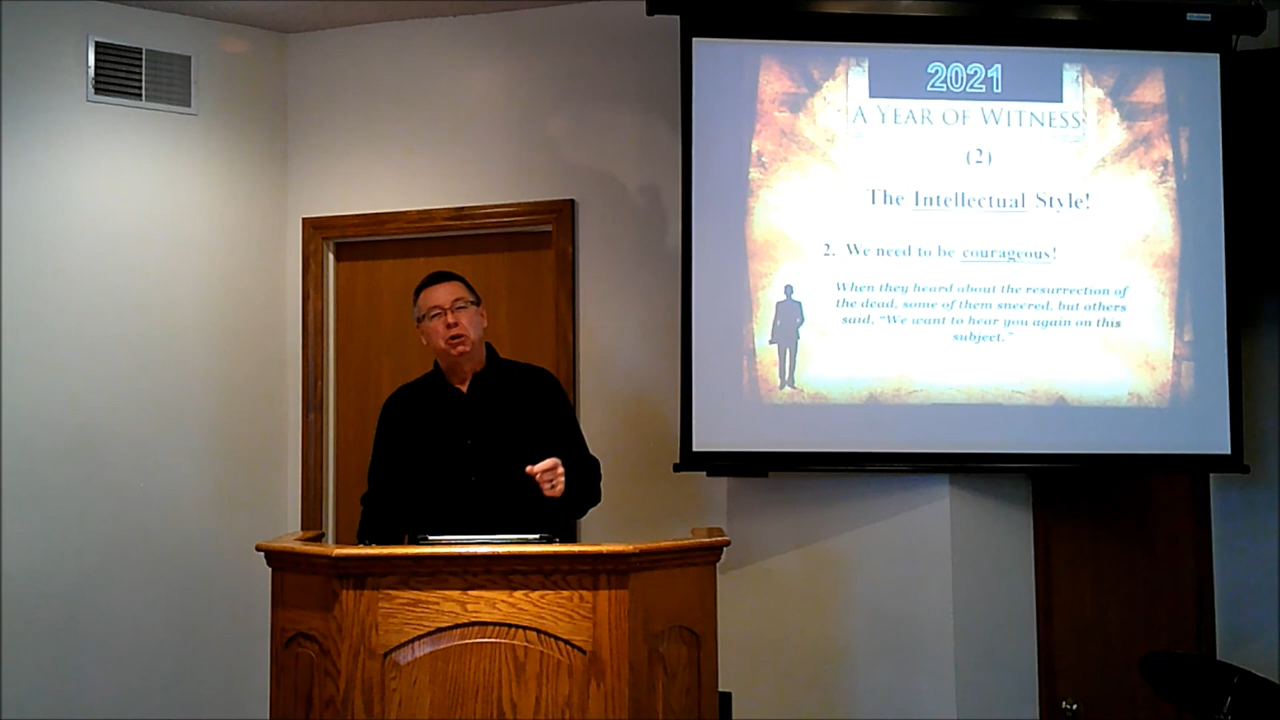 2021
A YEAR OF WITNESS
(2)
The Intellectual Style!
2. We need to be courageous!
When they heard about the resurrection of
the dead, some of them sneered, but others
said, "We want to hear you again on this
subject."